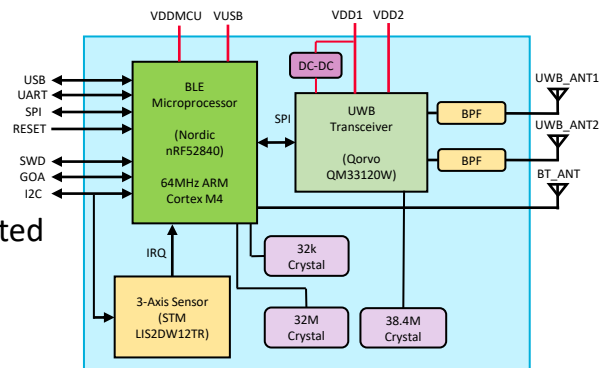 VDDMCU VUSB VDD1 VDD2
DC-DC
USB
UART
SPI
RESET
SWD
GOA
I2C
BLE
Microprocessor
(Nordic
nRF52840)
64MHz ARM
Cortex M4
SPI
UWB
Transceiver
(Qorvo
QM33120W)
BPF
BPF
UWB_ANT1
UWB_ANT2
BT_ANT
ted
IRQ
32k
Crystal
3-Axis Sensor
(STM
LIS2DW12TR)
32M
Crystal
38.4M
Crystal